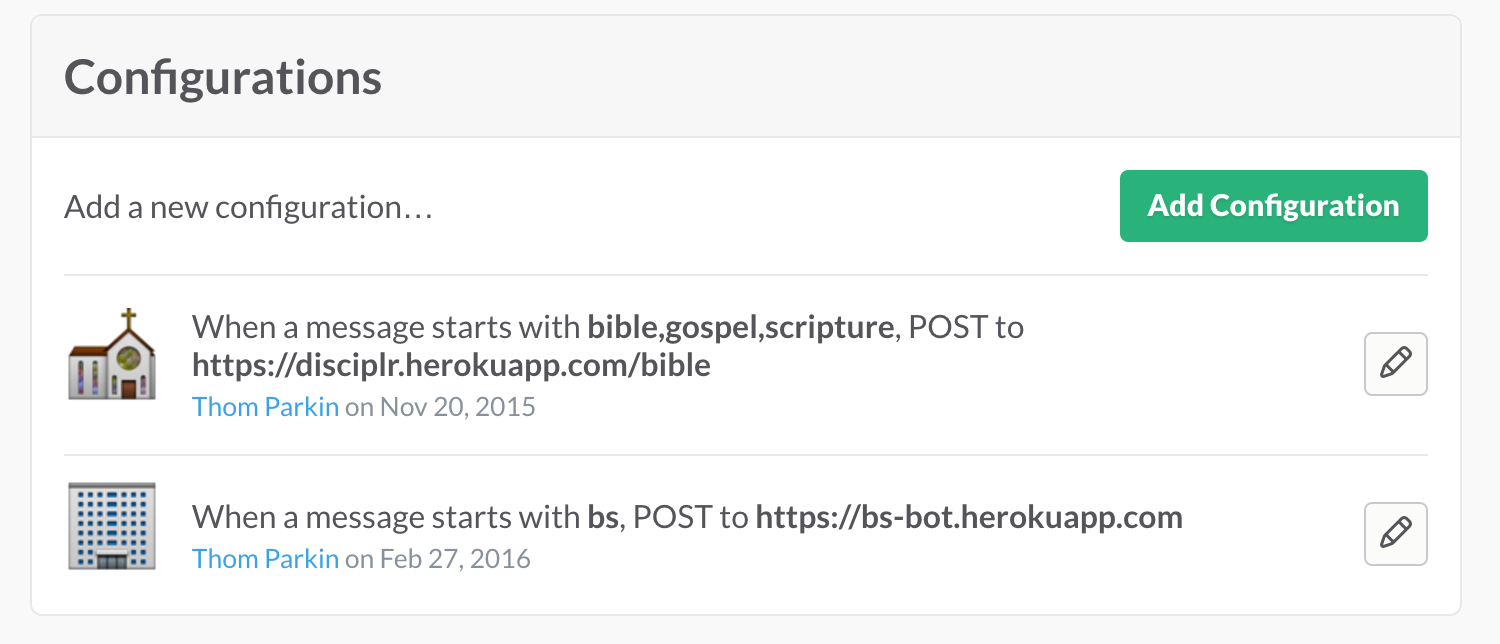 Configurations
Add a new configuration…
Add Configuration
When a message starts with bible,gospel,scripture, POST to
https://disciplr.herokuapp.com/bible
Thom Parkin on Nov 20, 2015
When a message starts with bs, POST to https://bs-bot.herokuapp.com
Thom Parkin on Feb 27, 2016